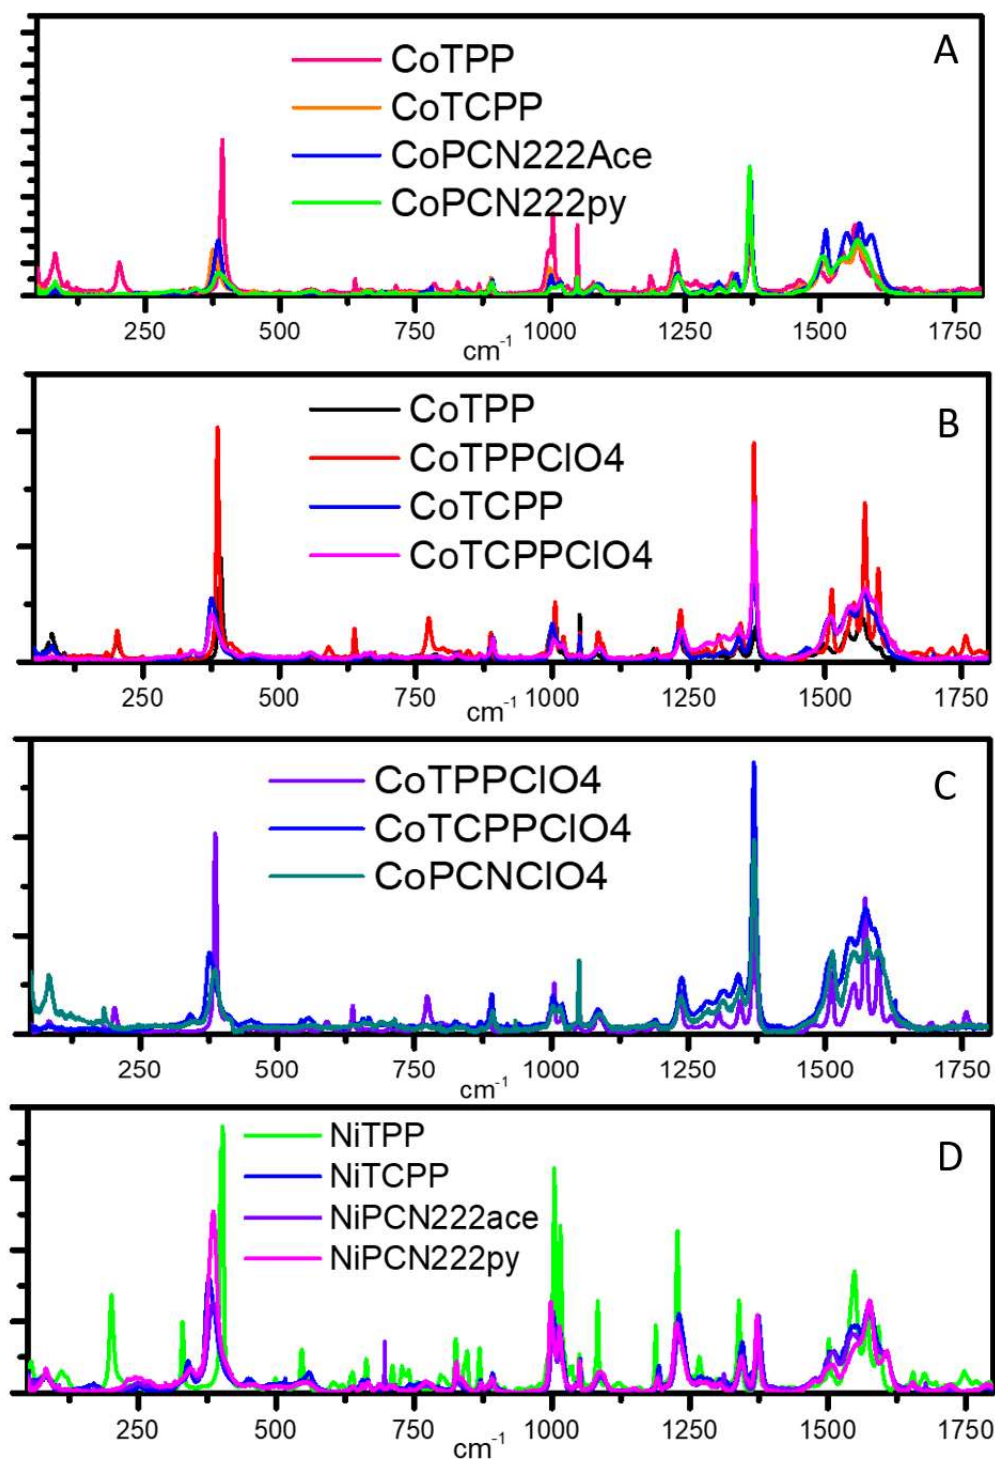 A
CoTPP
CoTCPP
CoPCN222Ace
CoPCN222py
250 500 750 1000 1250 1500 1750
cm-1
B
CoTPP
CoTPPClO4
CoTCPP
CoTCPPClO4
250 500 750 1000 1250 1500 1750
cm-1
C
CoTPPClO4
CoTCPPClO4
CoPCNClO4
250 500 750 1000 1250 1500 1750
cm-1
D
NiTPP
NiTCPP
NiPCN222ace
NiPCN222py
250 500 750 1000 1250 1500 1750
cm-1